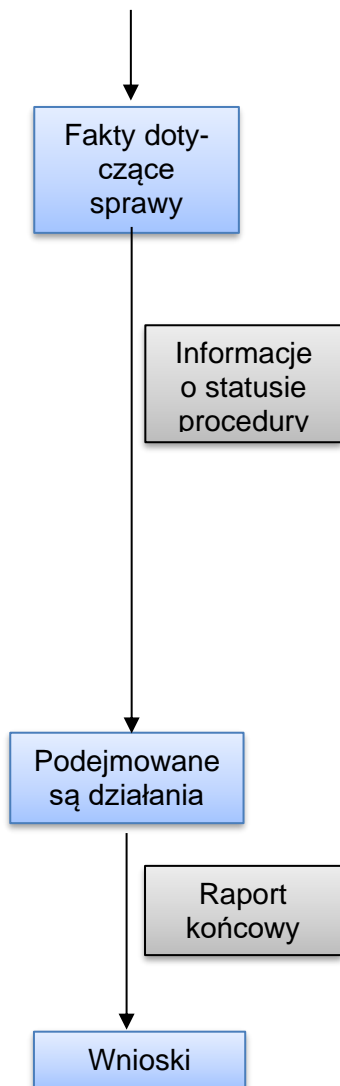 Fakty doty-
czące
sprawy
Informacje
o statusie
procedury
Podejmowane
są działania
Raport
końcowy
Wnioski